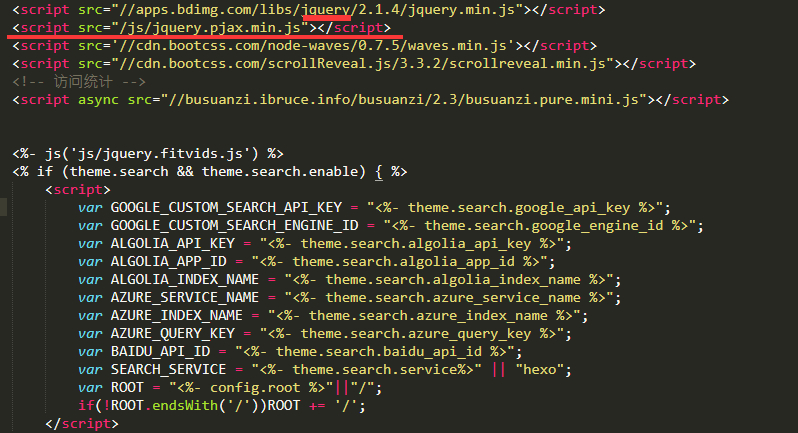 <script src="//apps.bdimg.com/libs/jquery/2.1.4/jquery.min.js"></script>
<script src="/js/jquery.pjax.min.js"></script>
<script src='//cdn.bootcss.com/node-waves/0.7.5/waves.min.js'></script>
<script src="//cdn.bootcss.com/scrollReveal.js/3.3.2/scrollreveal.min.js"></script>
<!-- 访问统计 -->
<script async src="//busuanzi.ibruce.info/busuanzi/2.3/busuanzi.pure.mini.js"></script>
<%- js('js/jquery.fitvids.js') %>
<% if (theme.search && theme.search.enable) { %>
<script>
var GOOGLE_CUSTOM_SEARCH_API_KEY = "<%- theme.search.google_api_key %>";
var GOOGLE_CUSTOM_SEARCH_ENGINE_ID = "<%- theme.search.google_engine_id %>";
var ALGOLIA_API_KEY = "<%- theme.search.algolia_api_key %>";
var ALGOLIA_APP_ID = "<%- theme.search.algolia_app_id %>";
var ALGOLIA_INDEX_NAME = "<%- theme.search.algolia_index_name %>";
var AZURE_SERVICE_NAME = "<%- theme.search.azure_service_name %>";
var AZURE_INDEX_NAME = "<%- theme.search.azure_index_name %>";
var AZURE_QUERY_KEY = "<%- theme.search.azure_query_key %>";
var BAIDU_API_ID = "<%- theme.search.baidu_api_id %>";
var SEARCH_SERVICE = "<%- theme.search.service%>" || "hexo";
var ROOT = "<%- config.root %>"||"/";
if(!ROOT.endsWith('/'))ROOT += '/';
</script>